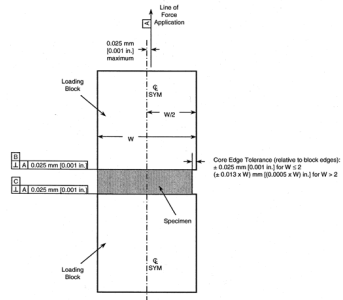 Line of
Force
Application
A
0.025 mm
[0.001 in.]
maximum
Loading
Block
℄
SYM
W/2
W
B
⊥ A 0.025 mm [0.001 in.]
C
⊥ A 0.025 mm [0.001 in.]
Core Edge Tolerance (relative to block edges):
± 0.025 mm [0.001 in.] for W ≤ 2
(± 0.013 x W) mm [(0.0005 x W) in.] for W > 2
Specimen
℄
SYM
Loading
Block